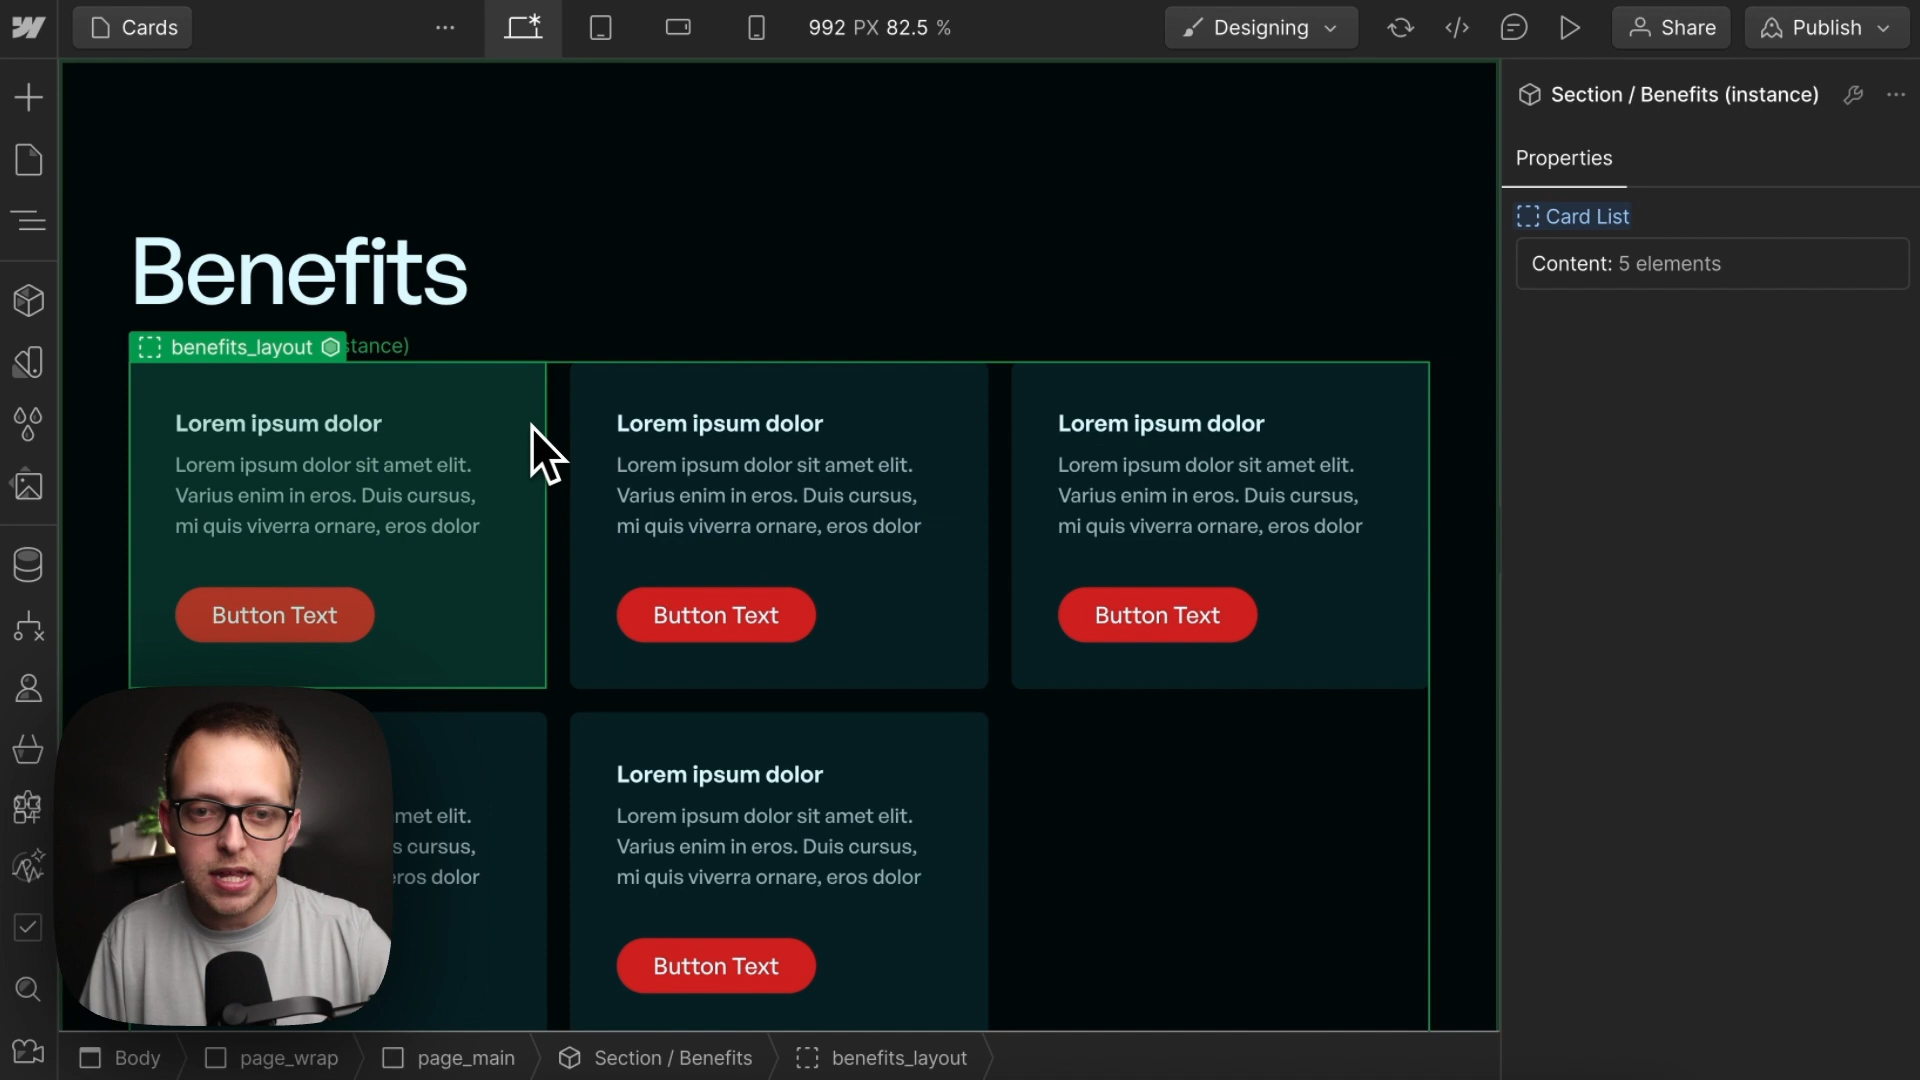 Cards
992 PX 82.5 %
Designing
Share
Publish
Section / Benefits (instance)
Properties
Card List
Content: 5 elements
Benefits
benefits_layout
stance)
Lorem ipsum dolor
Lorem ipsum dolor sit amet elit.
Varius enim in eros. Duis cursus,
mi quis viverra ornare, eros dolor
Button Text
Lorem ipsum dolor
Lorem ipsum dolor sit amet elit.
Varius enim in eros. Duis cursus,
mi quis viverra ornare, eros dolor
Button Text
Lorem ipsum dolor
Lorem ipsum dolor sit amet elit.
Varius enim in eros. Duis cursus,
mi quis viverra ornare, eros dolor
Button Text
met elit.
s cursus,
eros dolor
Lorem ipsum dolor
Lorem ipsum dolor sit amet elit.
Varius enim in eros. Duis cursus,
mi quis viverra ornare, eros dolor
Button Text
Body
page_wrap
page_main
Section / Benefits
benefits_layout